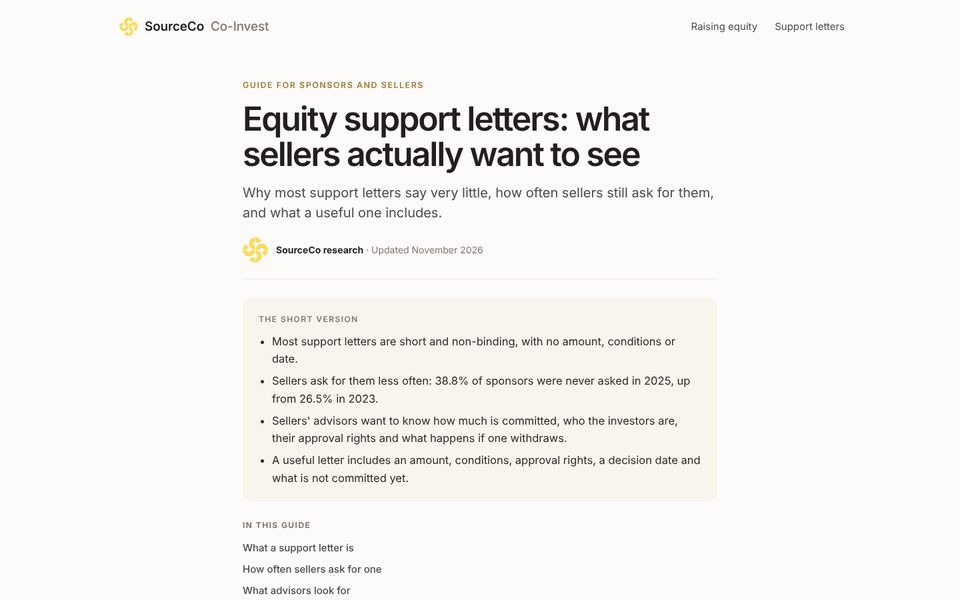 SourceCo Co-Invest
Raising equity
Support letters
GUIDE FOR SPONSORS AND SELLERS
Equity support letters: what
sellers actually want to see
Why most support letters say very little, how often sellers still ask for them,
and what a useful one includes.
SourceCo research · Updated November 2026
THE SHORT VERSION
• Most support letters are short and non-binding, with no amount, conditions or
date.
• Sellers ask for them less often: 38.8% of sponsors were never asked in 2025, up
from 26.5% in 2023.
• Sellers' advisors want to know how much is committed, who the investors are,
their approval rights and what happens if one withdraws.
• A useful letter includes an amount, conditions, approval rights, a decision date and
what is not committed yet.
IN THIS GUIDE
What a support letter is
How often sellers ask for one
What advisors look for